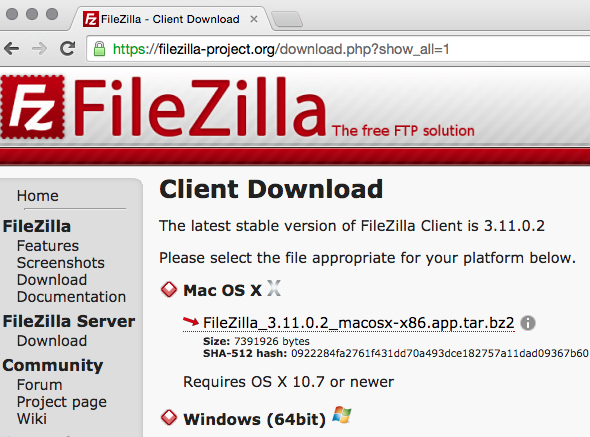 FileZilla - Client Download
https://filezilla-project.org/download.php?show_all=1
Fz FileZilla The free FTP solution
Home
FileZilla
Features
Screenshots
Download
Documentation
FileZilla Server
Download
Community
Forum
Project page
Wiki
Client Download
The latest stable version of FileZilla Client is 3.11.0.2
Please select the file appropriate for your platform below.
Mac OS X
FileZilla_3.11.0.2_macosx-x86.app.tar.bz2
Size: 7391926 bytes
SHA-512 hash: 0922284fa2761f431dd70a493dce182757a11dad09367b60
Requires OS X 10.7 or newer
Windows (64bit)